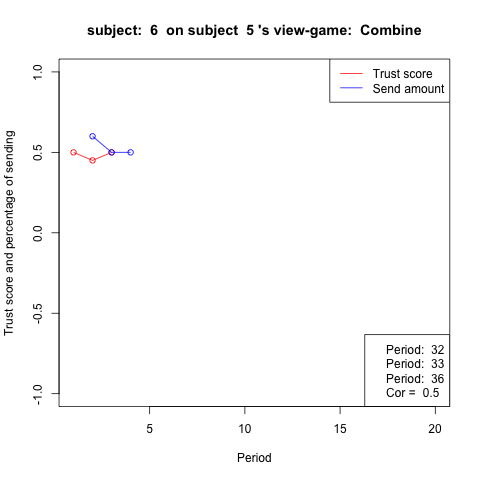 subject:  6  on subject  5 's view-game:  Combine
Trust score
Send amount
Trust score and percentage of sending
1.0
0.5
0.0
-0.5
-1.0
Period:  32
Period:  33
Period:  36
Cor =  0.5
5
10
15
20
Period